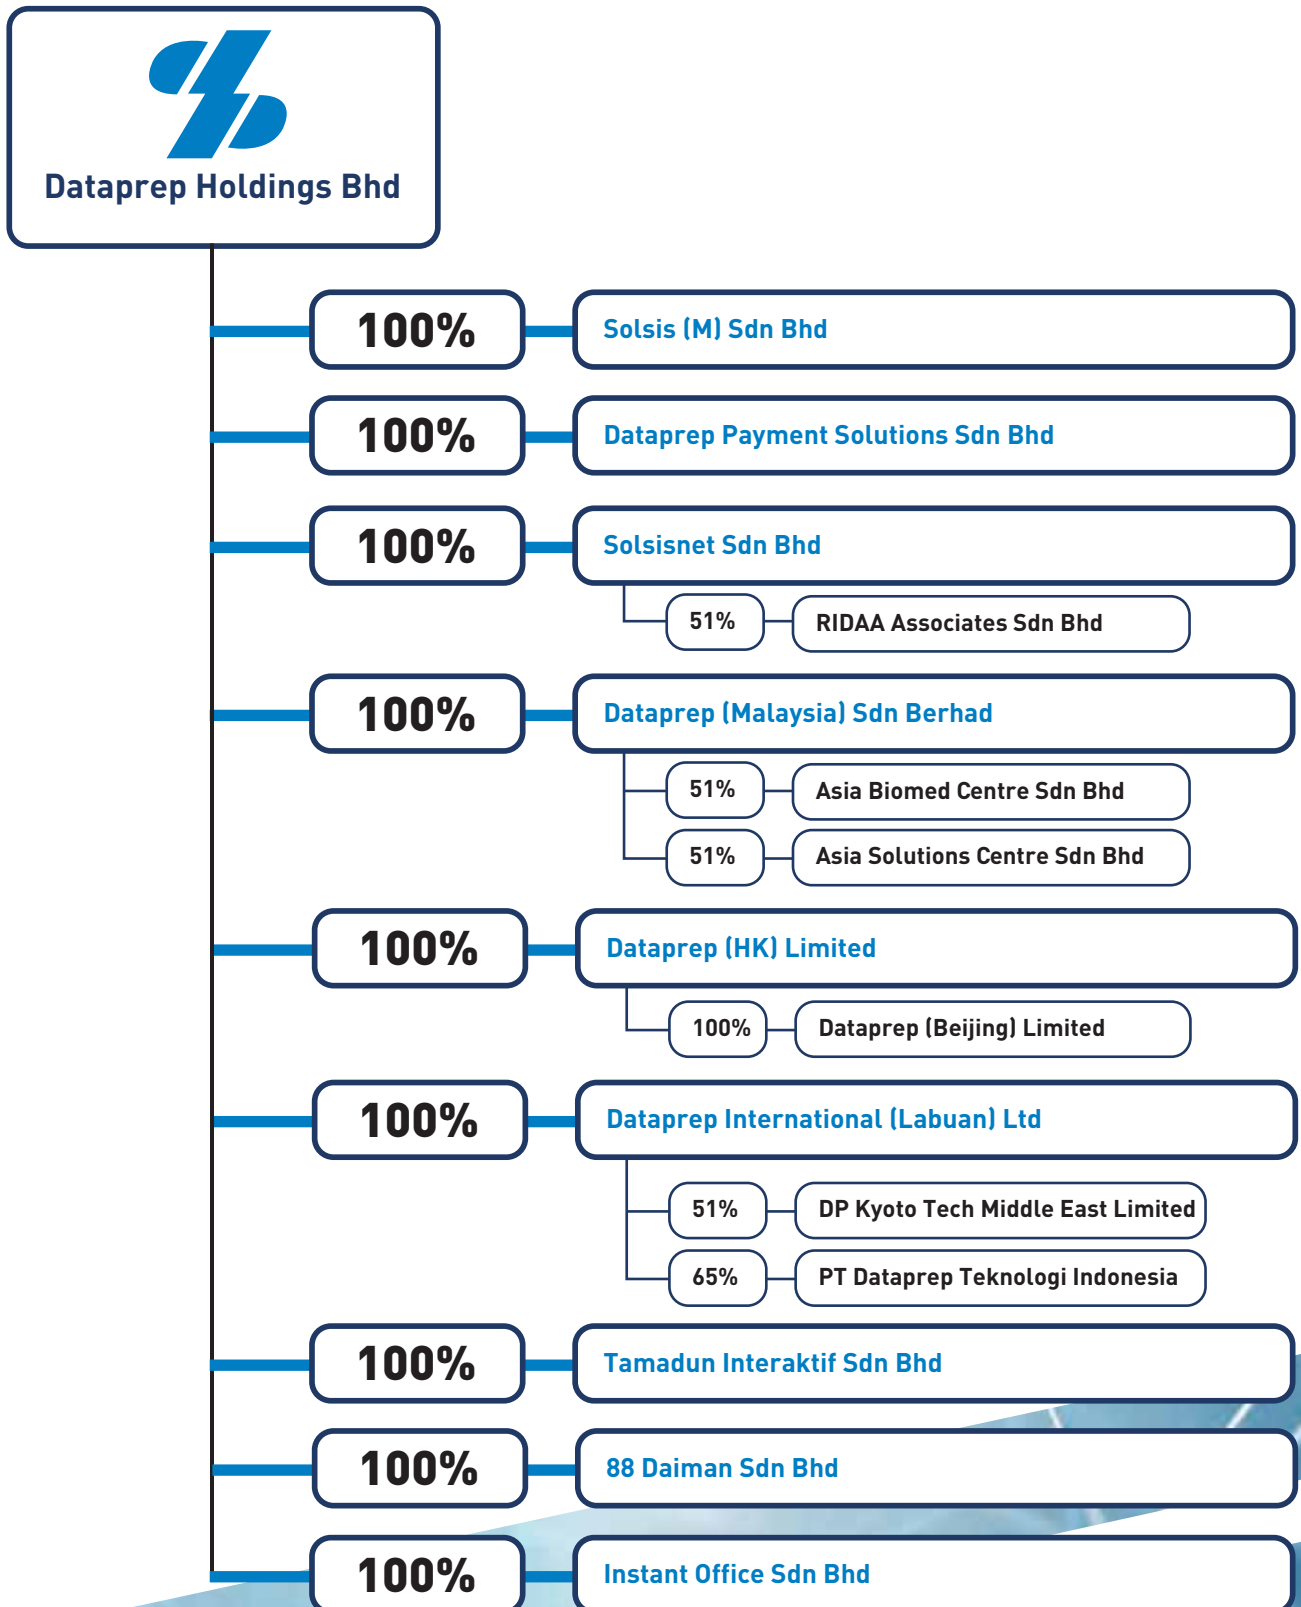 Dataprep Holdings Bhd
100% Solsis (M) Sdn Bhd
100% Dataprep Payment Solutions Sdn Bhd
100% Solsisnet Sdn Bhd
51% RIDAA Associates Sdn Bhd
100% Dataprep (Malaysia) Sdn Berhad
51% Asia Biomed Centre Sdn Bhd
51% Asia Solutions Centre Sdn Bhd
100% Dataprep (HK) Limited
100% Dataprep (Beijing) Limited
100% Dataprep International (Labuan) Ltd
51% DP Kyoto Tech Middle East Limited
65% PT Dataprep Teknologi Indonesia
100% Tamadun Interaktif Sdn Bhd
100% 88 Daiman Sdn Bhd
100% Instant Office Sdn Bhd